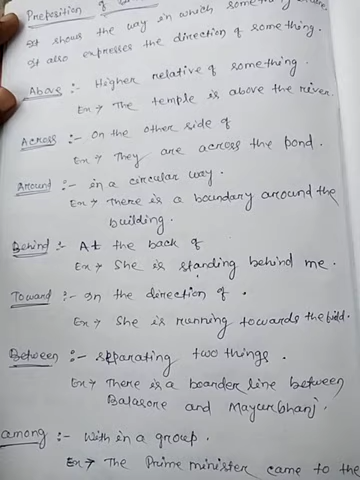 Preposition of
It shows the way in which something
It also expresses the direction of something.
Above :- Higher relative of something.
Ex → The temple is above the river.
Across :- On the other side of
Ex → They are across the pond.
Around :- in a circular way.
Ex → There is a boundary around the
building.
Behind :- At the back of
Ex → She is standing behind me.
Toward :- In the direction of.
Ex → She is running towards the field.
Between :- separating two things.
Ex → There is a boarder line between
Balasore and Mayurbhanj.
among :- with in a group.
Ex → The Prime minister came to the